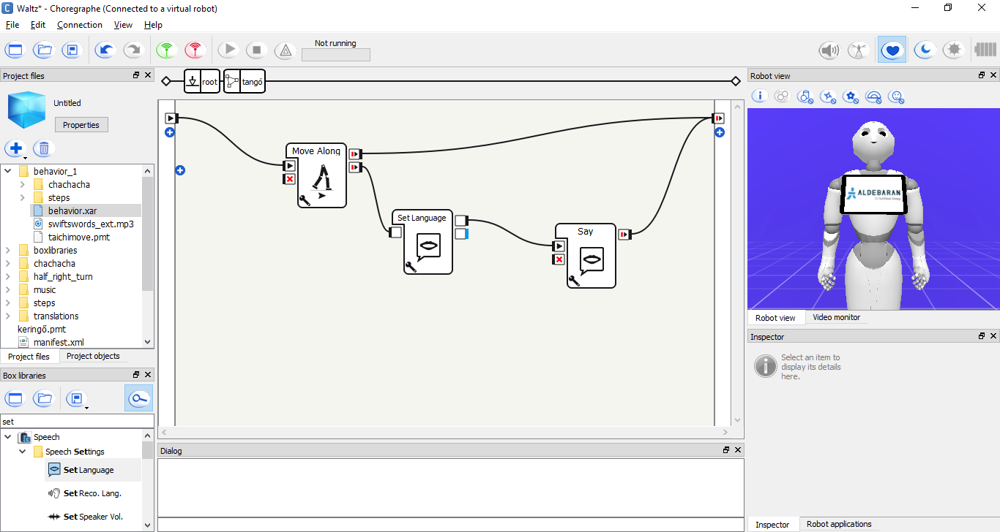 Waltz* - Choregraphe (Connected to a virtual robot)
File Edit Connection View Help
Not running
Project files
Untitled
Properties
behavior_1
chachacha
steps
behavior.xar
swiftswords_ext.mp3
taichimove.pmt
boxlibraries
chachacha
half_right_turn
music
steps
translations
keringő.pmt
manifest.xml
Project files Project objects
Box libraries
set
Speech
Speech Settings
Set Language
Set Reco. Lang.
Set Speaker Vol.
root tangó
Move Along
Set Language
Say
Dialog
Robot view
ALDEBARAN
Robot view Video monitor
Inspector
Select an item to
display its details
here.
Inspector Robot applications